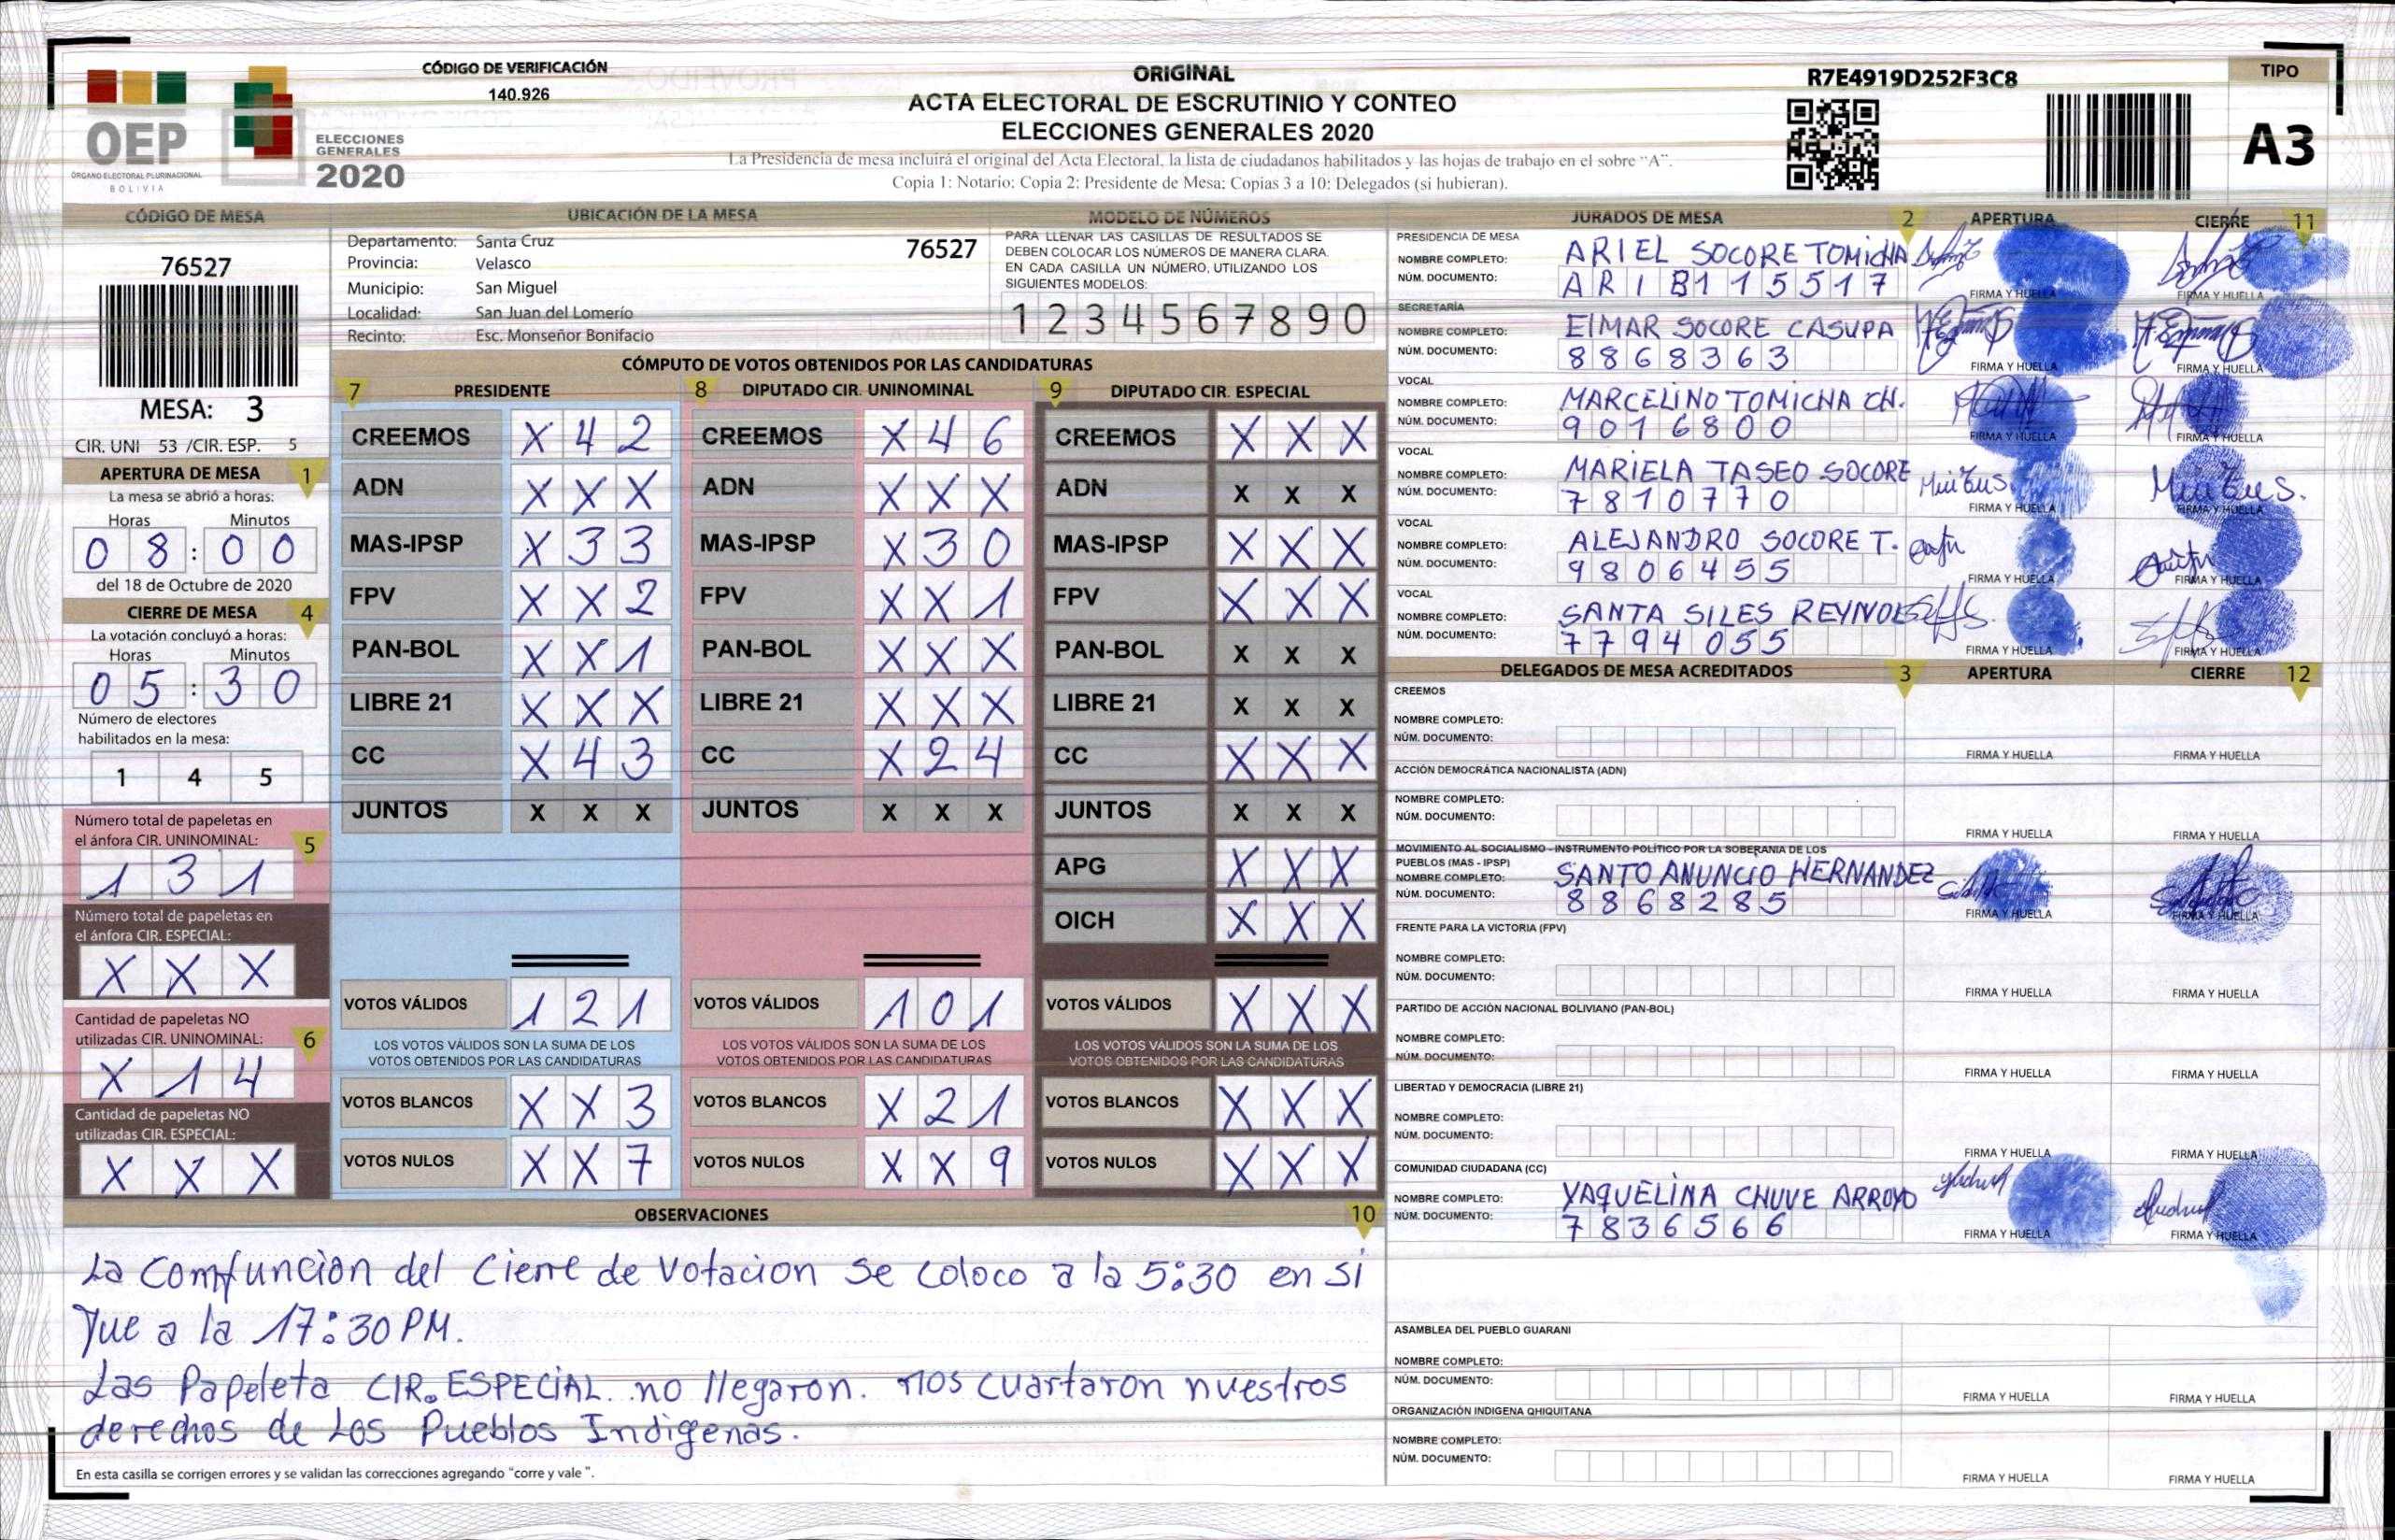 CÓDIGO DE VERIFICACIÓN
140.926
OEP
ÓRGANO ELECTORAL PLURINACIONAL
BOLIVIA
ELECCIONES
GENERALES
2020
ORIGINAL
ACTA ELECTORAL DE ESCRUTINIO Y CONTEO
ELECCIONES GENERALES 2020
La Presidencia de mesa incluirá el original del Acta Electoral, la lista de ciudadanos habilitados y las hojas de trabajo en el sobre "A".
Copia 1: Notario; Copia 2: Presidente de Mesa; Copias 3 a 10: Delegados (si hubieran).
R7E4919D252F3C8
TIPO
A3
CÓDIGO DE MESA
76527
MESA: 3
CIR. UNI 53 /CIR. ESP. 5
APERTURA DE MESA 1
La mesa se abrió a horas:
Horas Minutos
0 8 : 0 0
del 18 de Octubre de 2020
CIERRE DE MESA 4
La votación concluyó a horas:
Horas Minutos
0 5 : 3 0
Número de electores
habilitados en la mesa:
1 4 5
Número total de papeletas en
el ánfora CIR. UNINOMINAL: 5
1 3 1
Número total de papeletas en
el ánfora CIR. ESPECIAL:
X X X
Cantidad de papeletas NO
utilizadas CIR. UNINOMINAL: 6
X 1 4
Cantidad de papeletas NO
utilizadas CIR. ESPECIAL:
X X X
UBICACIÓN DE LA MESA
Departamento: Santa Cruz 76527
Provincia: Velasco
Municipio: San Miguel
Localidad: San Juan del Lomerío
Recinto: Esc. Monseñor Bonifacio
MODELO DE NÚMEROS
PARA LLENAR LAS CASILLAS DE RESULTADOS SE
DEBEN COLOCAR LOS NÚMEROS DE MANERA CLARA.
EN CADA CASILLA UN NÚMERO, UTILIZANDO LOS
SIGUIENTES MODELOS:
1 2 3 4 5 6 7 8 9 0
CÓMPUTO DE VOTOS OBTENIDOS POR LAS CANDIDATURAS
7 PRESIDENTE
CREEMOS X 4 2
ADN X X X
MAS-IPSP X 3 3
FPV X X 2
PAN-BOL X X 1
LIBRE 21 X X X
CC X 4 3
JUNTOS X X X
VOTOS VÁLIDOS 1 2 1
LOS VOTOS VÁLIDOS SON LA SUMA DE LOS
VOTOS OBTENIDOS POR LAS CANDIDATURAS
VOTOS BLANCOS X X 3
VOTOS NULOS X X 7
8 DIPUTADO CIR. UNINOMINAL
CREEMOS X 4 6
ADN X X X
MAS-IPSP X 3 0
FPV X X 1
PAN-BOL X X X
LIBRE 21 X X X
CC X 2 4
JUNTOS X X X
VOTOS VÁLIDOS 1 0 1
LOS VOTOS VÁLIDOS SON LA SUMA DE LOS
VOTOS OBTENIDOS POR LAS CANDIDATURAS
VOTOS BLANCOS X 2 1
VOTOS NULOS X X 9
9 DIPUTADO CIR. ESPECIAL
CREEMOS X X X
ADN X X X
MAS-IPSP X X X
FPV X X X
PAN-BOL X X X
LIBRE 21 X X X
CC X X X
JUNTOS X X X
APG X X X
OICH X X X
VOTOS VÁLIDOS X X X
LOS VOTOS VÁLIDOS SON LA SUMA DE LOS
VOTOS OBTENIDOS POR LAS CANDIDATURAS
VOTOS BLANCOS X X X
VOTOS NULOS X X X
OBSERVACIONES 10
La Comfuncion del Cierre de Votacion se coloco a la 5:30 en si
fue a la 17:30 PM.
Las Papeleta CIR. ESPECIAL. no llegaron. nos cuartaron nuestros
derechos de Los Pueblos Indigenas.
En esta casilla se corrigen errores y se validan las correcciones agregando "corre y vale ".
JURADOS DE MESA 2 APERTURA CIERRE 11
PRESIDENCIA DE MESA
NOMBRE COMPLETO: ARIEL SOCORE TOMICHA
NÚM. DOCUMENTO: A R I B 1 1 5 5 1 7
FIRMA Y HUELLA FIRMA Y HUELLA
SECRETARÍA
NOMBRE COMPLETO: EIMAR SOCORE CASUPA
NÚM. DOCUMENTO: 8 8 6 8 3 6 3
FIRMA Y HUELLA FIRMA Y HUELLA
VOCAL
NOMBRE COMPLETO: MARCELINO TOMICHA CH.
NÚM. DOCUMENTO: 9 0 1 6 8 0 0
FIRMA Y HUELLA FIRMA Y HUELLA
VOCAL
NOMBRE COMPLETO: MARIELA TASEO SOCORE
NÚM. DOCUMENTO: 7 8 1 0 7 7 0
FIRMA Y HUELLA FIRMA Y HUELLA
VOCAL
NOMBRE COMPLETO: ALEJANDRO SOCORE T.
NÚM. DOCUMENTO: 9 8 0 6 4 5 5
FIRMA Y HUELLA FIRMA Y HUELLA
VOCAL
NOMBRE COMPLETO: SANTA SILES
NÚM. DOCUMENTO: 7 7 9 4 0 5 5
FIRMA Y HUELLA FIRMA Y HUELLA
DELEGADOS DE MESA ACREDITADOS 3 APERTURA CIERRE 12
CREEMOS
NOMBRE COMPLETO:
NÚM. DOCUMENTO:
FIRMA Y HUELLA FIRMA Y HUELLA
ACCIÓN DEMOCRÁTICA NACIONALISTA (ADN)
NOMBRE COMPLETO:
NÚM. DOCUMENTO:
FIRMA Y HUELLA FIRMA Y HUELLA
MOVIMIENTO AL SOCIALISMO - INSTRUMENTO POLÍTICO POR LA SOBERANIA DE LOS
PUEBLOS (MAS - IPSP)
NOMBRE COMPLETO: SANTO ANUNCIO HERNANDEZ
NÚM. DOCUMENTO: 8 8 6 8 2 8 5
FIRMA Y HUELLA FIRMA Y HUELLA
FRENTE PARA LA VICTORIA (FPV)
NOMBRE COMPLETO:
NÚM. DOCUMENTO:
FIRMA Y HUELLA FIRMA Y HUELLA
PARTIDO DE ACCIÓN NACIONAL BOLIVIANO (PAN-BOL)
NOMBRE COMPLETO:
NÚM. DOCUMENTO:
FIRMA Y HUELLA FIRMA Y HUELLA
LIBERTAD Y DEMOCRACIA (LIBRE 21)
NOMBRE COMPLETO:
NÚM. DOCUMENTO:
FIRMA Y HUELLA FIRMA Y HUELLA
COMUNIDAD CIUDADANA (CC)
NOMBRE COMPLETO: YAQUELINA CHUVE ARROYO
NÚM. DOCUMENTO: 7 8 3 6 5 6 6
FIRMA Y HUELLA FIRMA Y HUELLA
ASAMBLEA DEL PUEBLO GUARANI
NOMBRE COMPLETO:
NÚM. DOCUMENTO:
FIRMA Y HUELLA FIRMA Y HUELLA
ORGANIZACIÓN INDIGENA QHIQUITANA
NOMBRE COMPLETO:
NÚM. DOCUMENTO:
FIRMA Y HUELLA FIRMA Y HUELLA